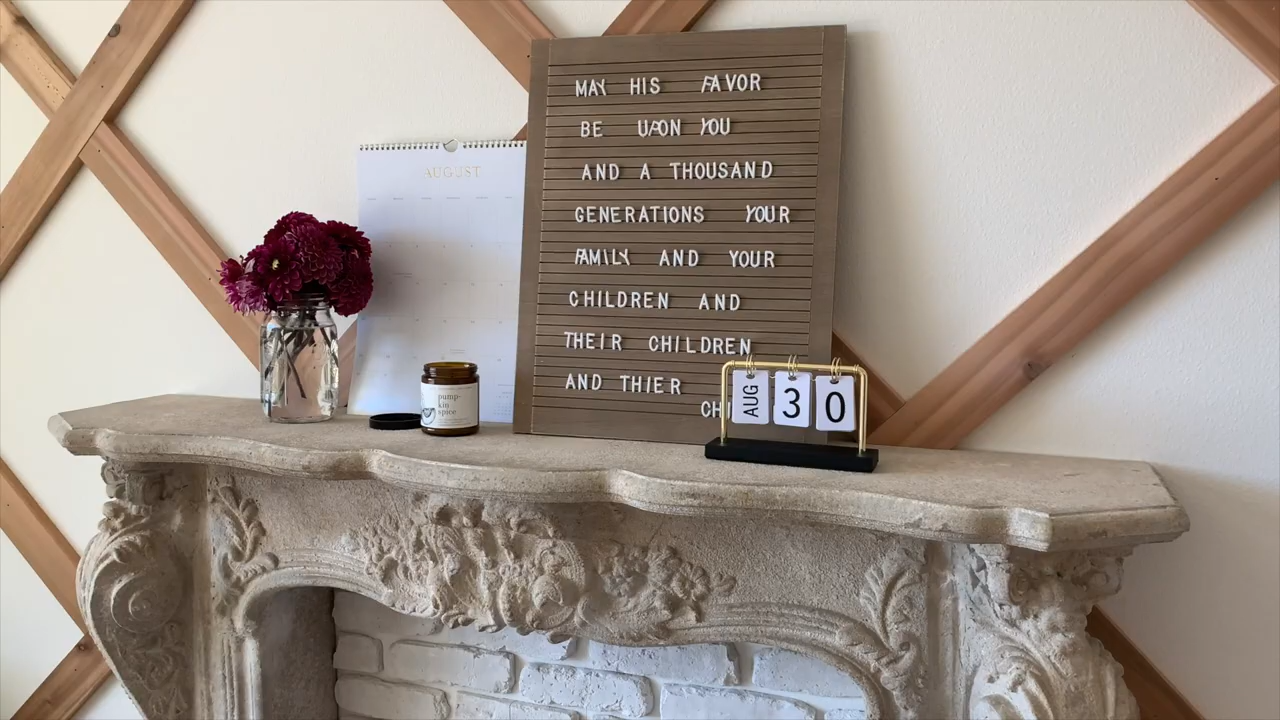 AUGUST
MAY HIS FAVOR
BE UPON YOU
AND A THOUSAND
GENERATIONS YOUR
FAMILY AND YOUR
CHILDREN AND
THEIR CHILDREN
AND THIER
CHI
pump-
kin
spice
AUG 3 0